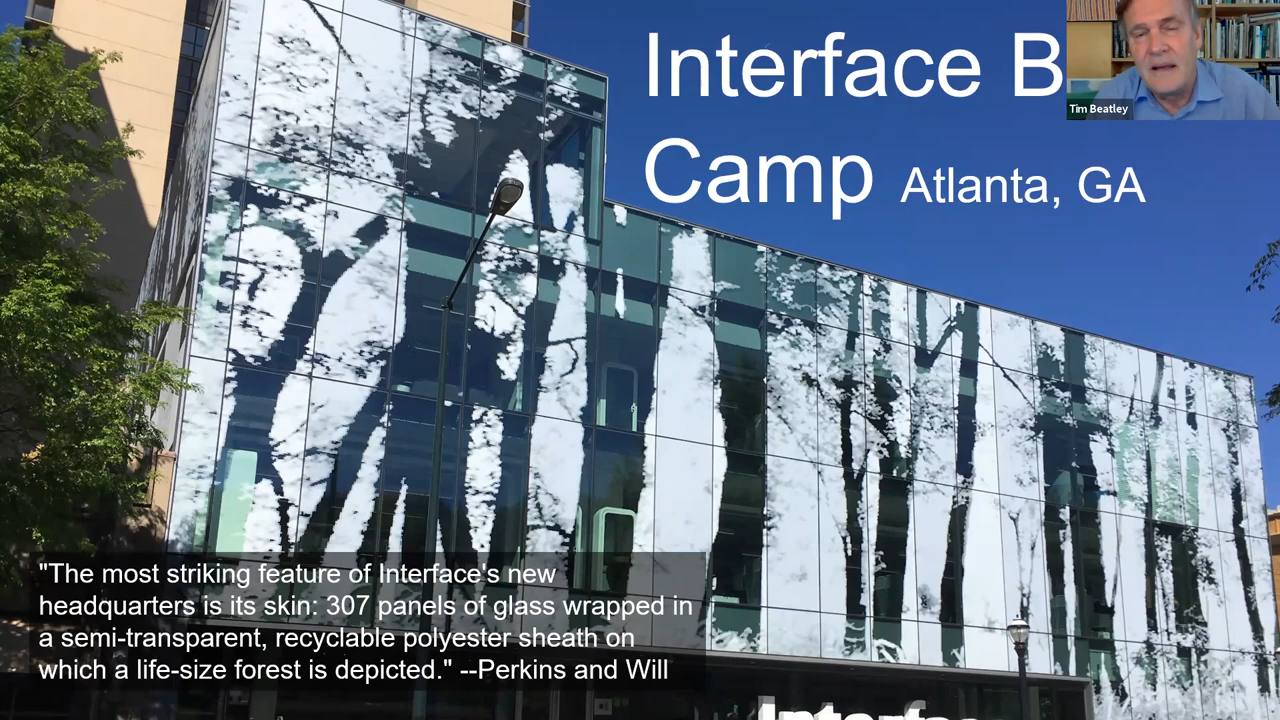 Interface B
Camp Atlanta, GA
Tim Beatley
"The most striking feature of Interface's new
headquarters is its skin: 307 panels of glass wrapped in
a semi-transparent, recyclable polyester sheath on
which a life-size forest is depicted." --Perkins and Will
Interfac